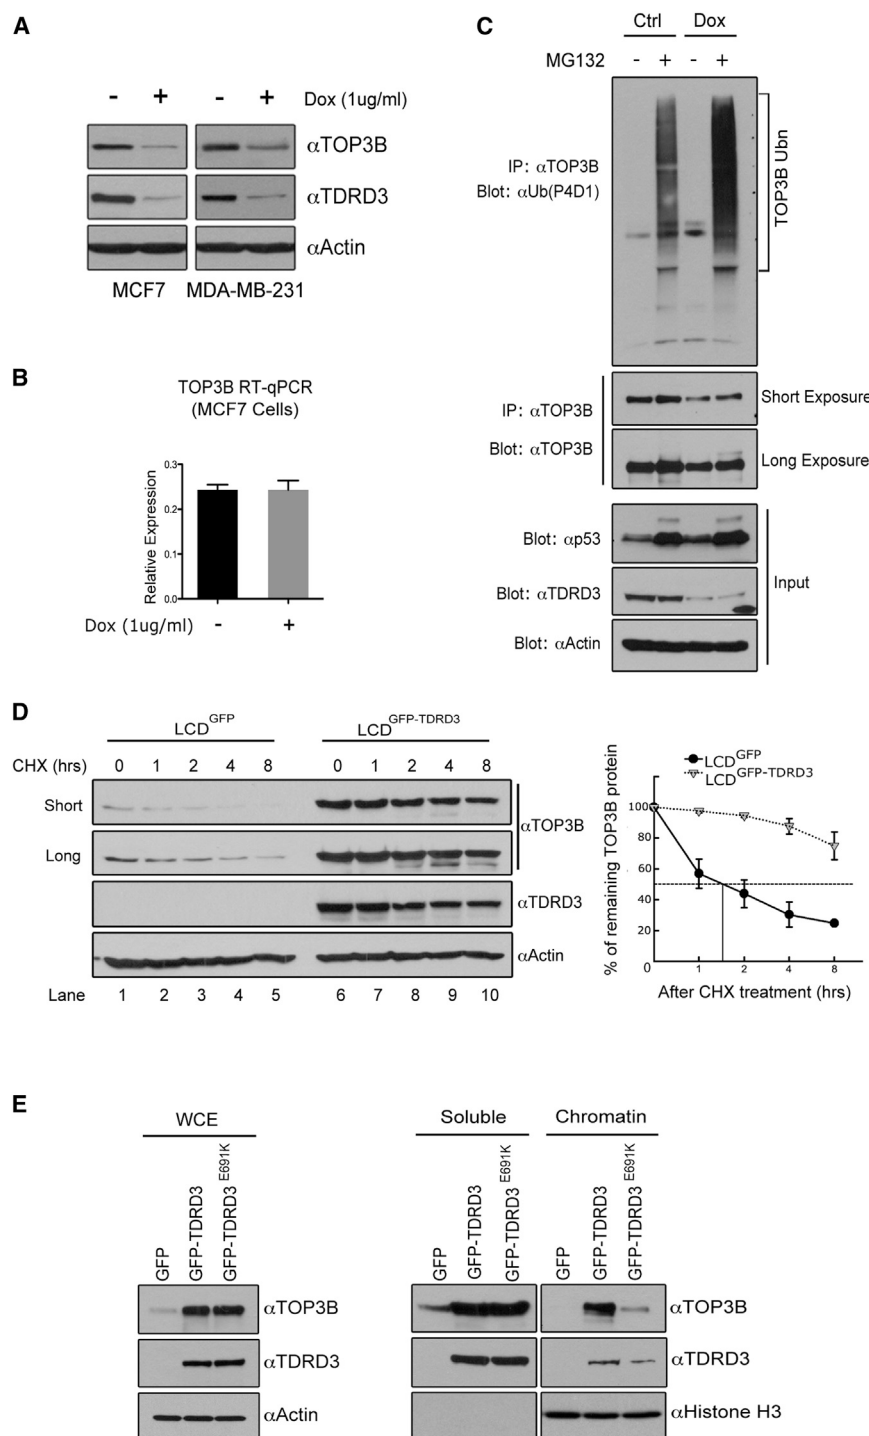 A
- + - + Dox (1ug/ml)
αTOP3B
αTDRD3
αActin
MCF7 MDA-MB-231
B
TOP3B RT-qPCR
(MCF7 Cells)
Relative Expression
0.3
0.2
0.1
0.0
Dox (1ug/ml) - +
C
Ctrl Dox
MG132 - + - +
IP: αTOP3B
Blot: αUb(P4D1)
TOP3B Ubn
IP: αTOP3B
Blot: αTOP3B
Short Exposure
Long Exposure
Blot: αp53
Blot: αTDRD3
Blot: αActin
Input
D
LCD^GFP LCD^GFP-TDRD3
CHX (hrs) 0 1 2 4 8 0 1 2 4 8
Short
Long
αTOP3B
αTDRD3
αActin
Lane 1 2 3 4 5 6 7 8 9 10
LCD^GFP
LCD^GFP-TDRD3
% of remaining TOP3B protein
100
80
60
40
20
0 1 2 4 8
After CHX treatment (hrs)
E
WCE
GFP
GFP-TDRD3
GFP-TDRD3^E691K
αTOP3B
αTDRD3
αActin
Soluble Chromatin
GFP
GFP-TDRD3
GFP-TDRD3^E691K
GFP
GFP-TDRD3
GFP-TDRD3^E691K
αTOP3B
αTDRD3
αHistone H3